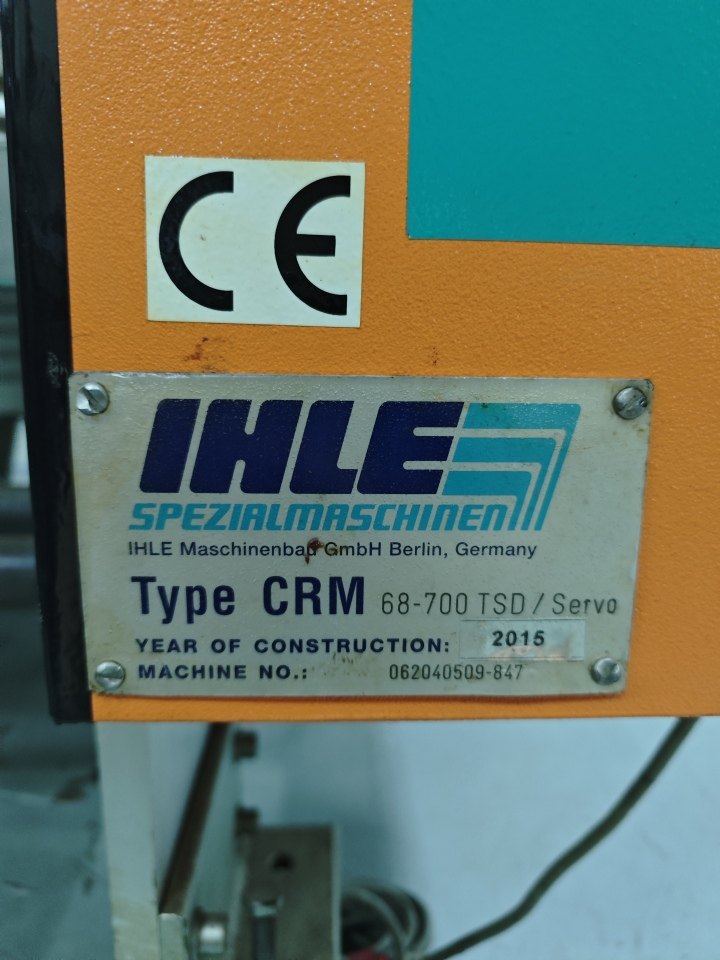 CE
IHLE
SPEZIALMASCHINEN
IHLE Maschinenbau GmbH Berlin, Germany
Type CRM 68-700 TSD / Servo
YEAR OF CONSTRUCTION: 2015
MACHINE NO.: 062040509-847